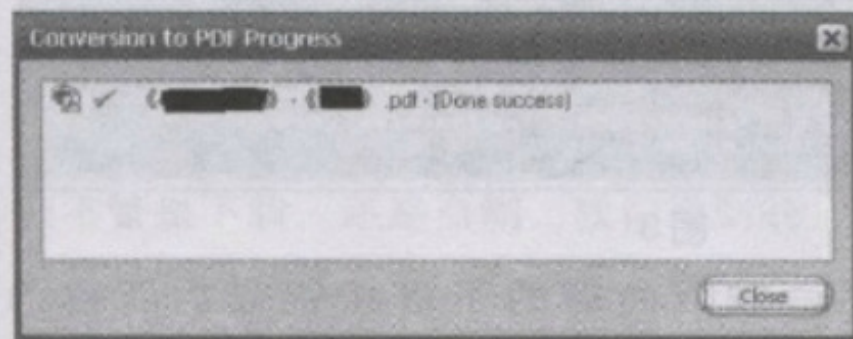 Conversion to PDF Progress
《 》 - 《 》 .pdf - [Done success]
Close